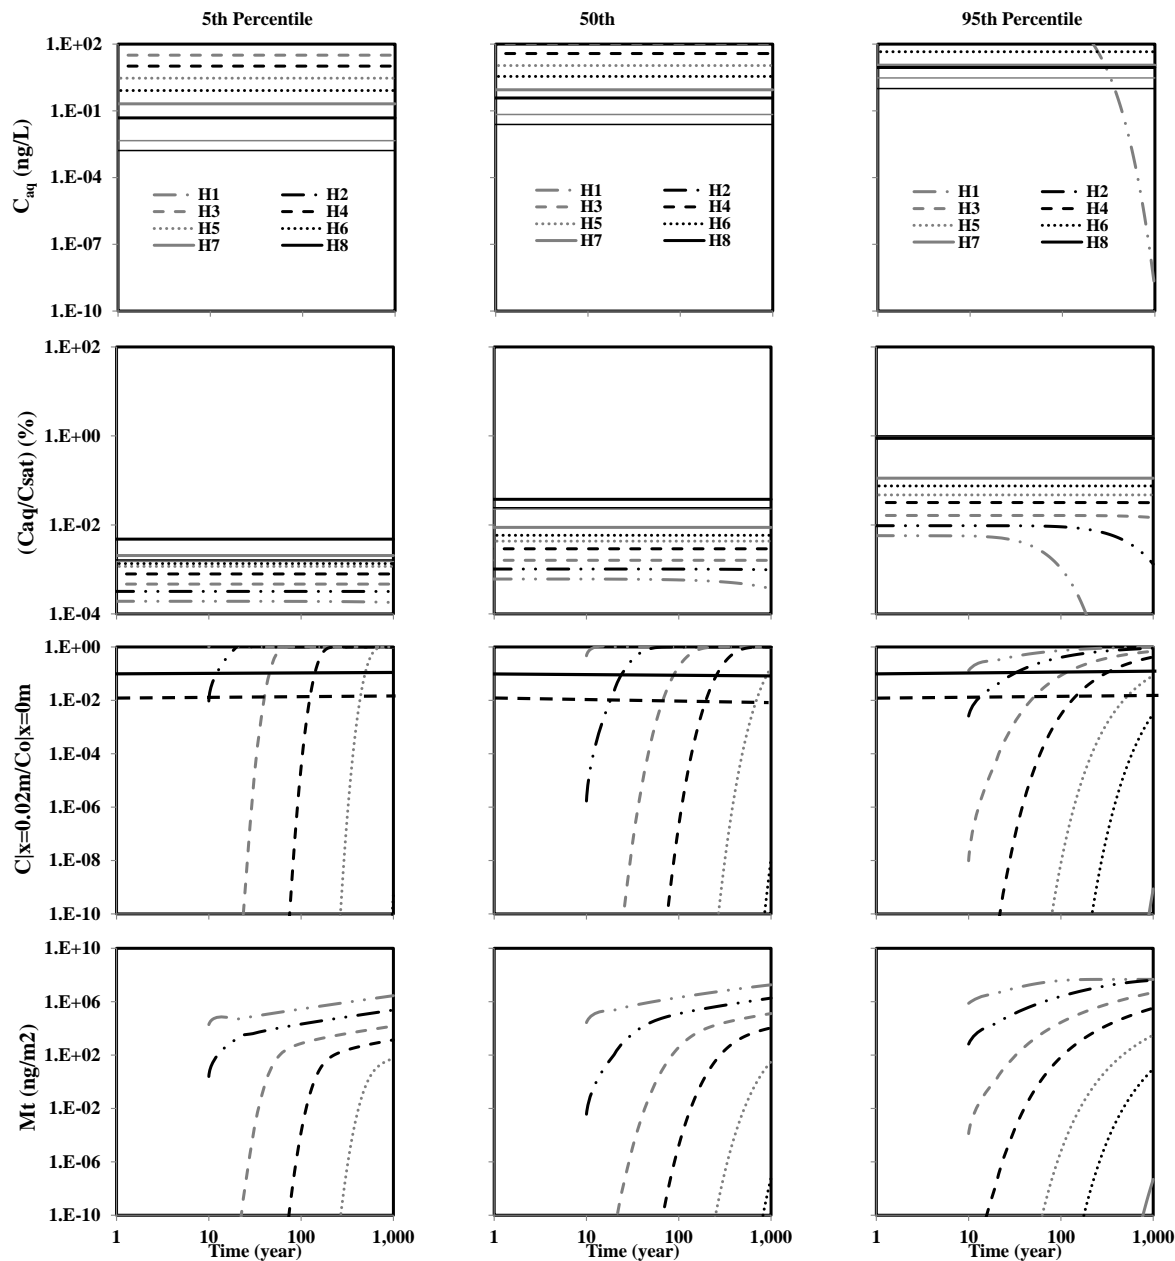 5th Percentile 50th 95th Percentile
1.E+02
1.E-01
1.E-04
1.E-07
1.E-10
Caq (ng/L)
H1 H2
H3 H4
H5 H6
H7 H8
H1 H2
H3 H4
H5 H6
H7 H8
H1 H2
H3 H4
H5 H6
H7 H8
1.E+02
1.E+00
1.E-02
1.E-04
(Caq/Csat) (%)
1.E+00
1.E-02
1.E-04
1.E-06
1.E-08
1.E-10
C|x=0.02m/Co|x=0m
1.E+10
1.E+06
1.E+02
1.E-02
1.E-06
1.E-10
Mt (ng/m2)
1 10 100 1,000
Time (year)
1 10 100 1,000
Time (year)
1 10 100 1,000
Time (year)